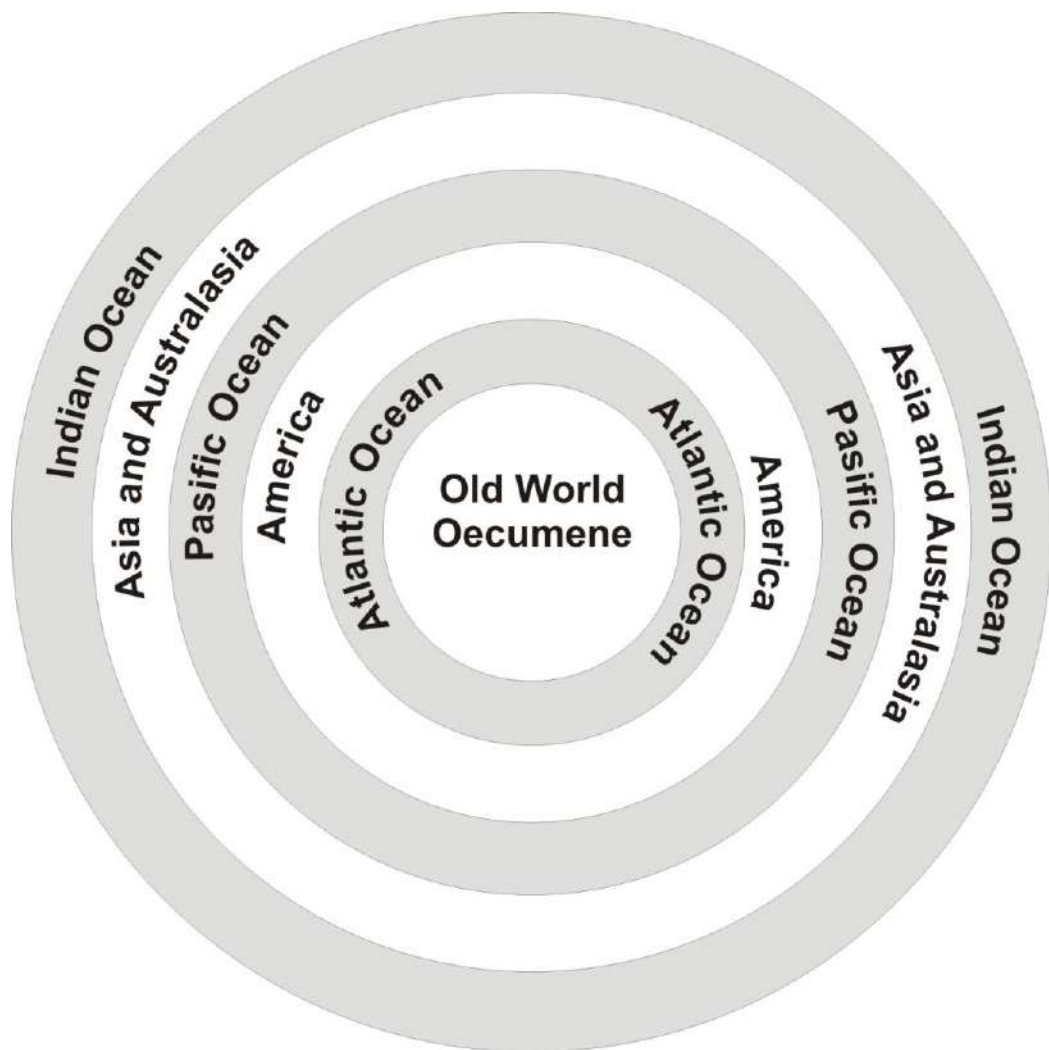 Indian Ocean
Asia and Australasia
Pasific Ocean
America
Atlantic Ocean
Old World
Oecumene
Atlantic Ocean
America
Pasific Ocean
Asia and Australasia
Indian Ocean